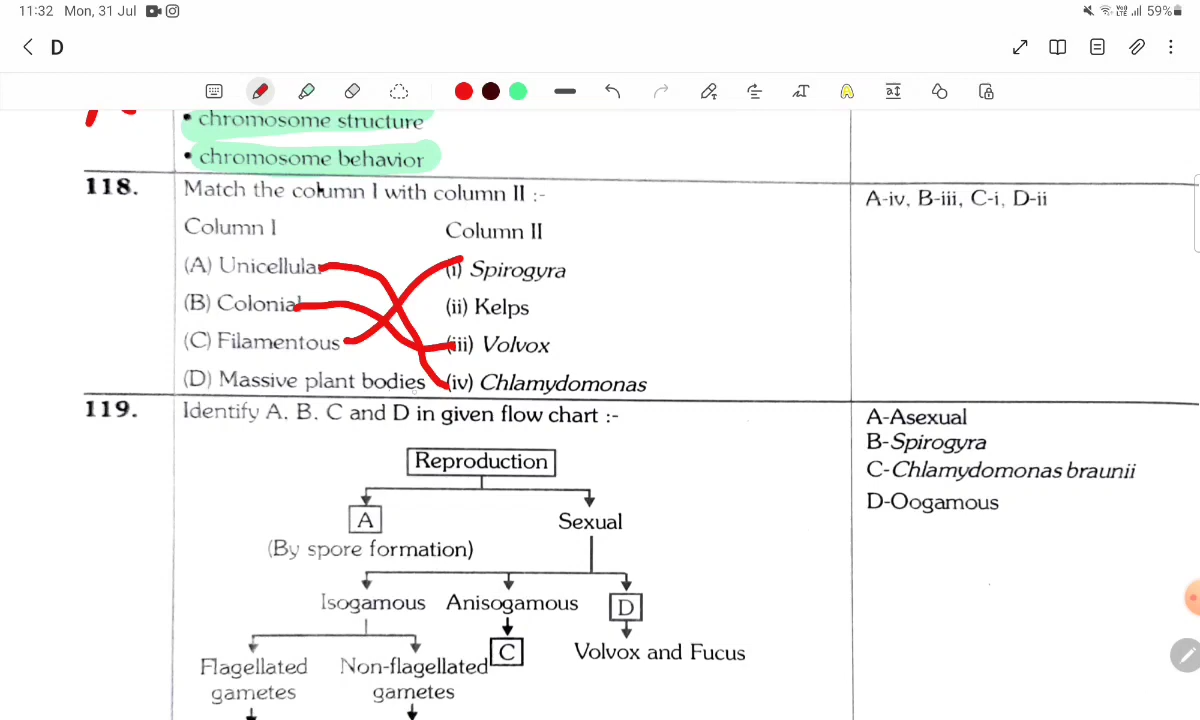 11:32 Mon, 31 Jul
59%
D
• chromosome structure
• chromosome behavior
118. Match the column I with column II :- A-iv, B-iii, C-i, D-ii
Column I Column II
(A) Unicellular (i) Spirogyra
(B) Colonial (ii) Kelps
(C) Filamentous (iii) Volvox
(D) Massive plant bodies (iv) Chlamydomonas
119. Identify A, B, C and D in given flow chart :- A-Asexual
B-Spirogyra
C-Chlamydomonas braunii
D-Oogamous
Reproduction
A Sexual
(By spore formation)
Isogamous Anisogamous D
C Volvox and Fucus
Flagellated gametes
Non-flagellated gametes